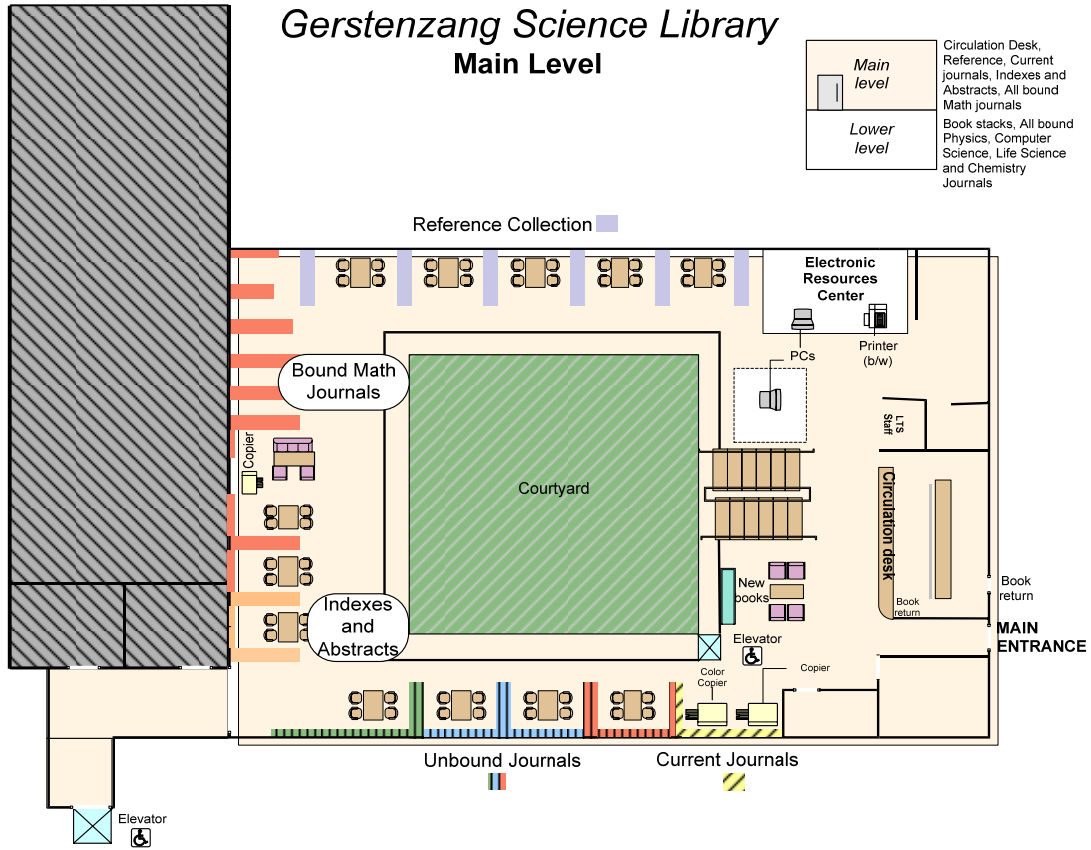 Gerstenzang Science Library
Main Level
Main
level
Circulation Desk,
Reference, Current
journals, Indexes and
Abstracts, All bound
Math journals
Lower
level
Book stacks, All bound
Physics, Computer
Science, Life Science
and Chemistry
Journals
Reference Collection
Electronic
Resources
Center
PCs
Printer
(b/w)
Bound Math
Journals
LTS
Staff
Copier
Courtyard
Circulation desk
New
books
Book
return
Book
return
Indexes
and
Abstracts
MAIN
ENTRANCE
Elevator
Color
Copier
Copier
Unbound Journals
Current Journals
Elevator